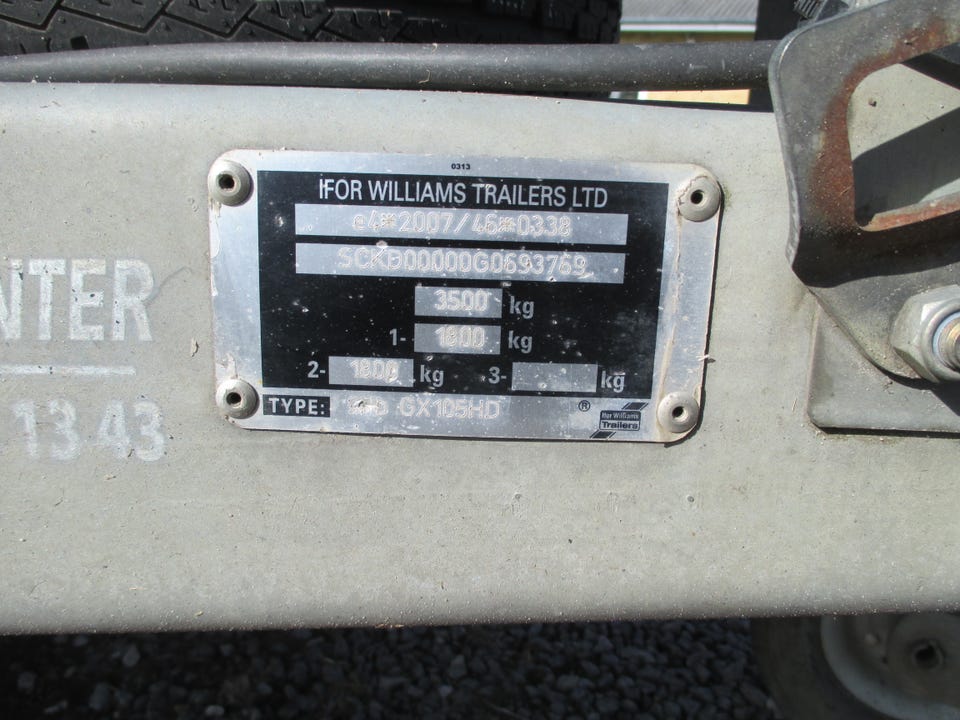 0313
IFOR WILLIAMS TRAILERS LTD
e4*2007/46*0338
SCKD00000G0693769
3500 kg
1- 1800 kg
2- 1800 kg 3- kg
TYPE: GX105HD ®
Ifor Williams
Trailers
NTER
13 43